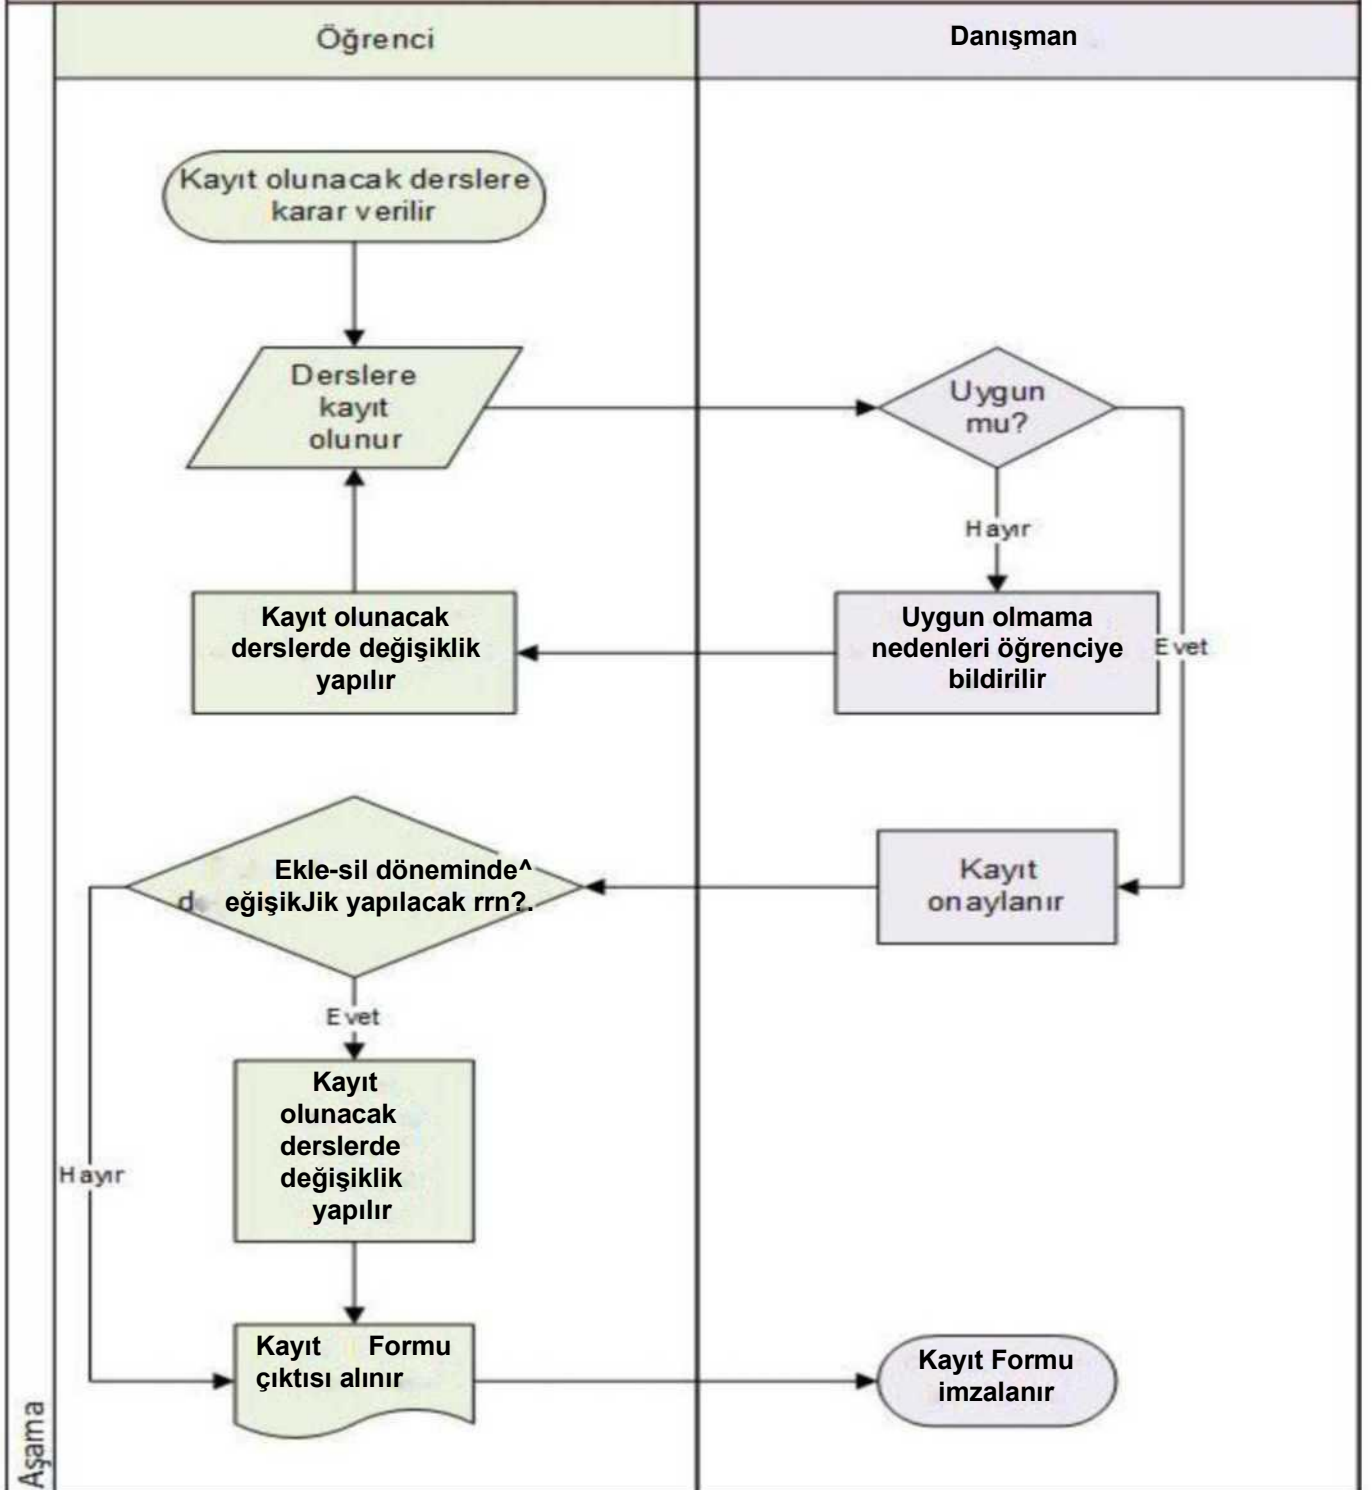 Öğrenci
Danışman
Kayıt olunacak derslere
karar verilir
Derslere
kayıt
olunur
Uygun
mu?
Hayır
Kayıt olunacak
derslerde değişiklik
yapılır
Uygun olmama
nedenleri öğrenciye
bildirilir
Evet
Ekle-sil döneminde^
d eğişikJik yapılacak rrn?.
Kayıt
onaylanır
Evet
Kayıt
olunacak
derslerde
değişiklik
yapılır
Hayır
Kayıt Formu
çıktısı alınır
Kayıt Formu
imzalanır
Aşama